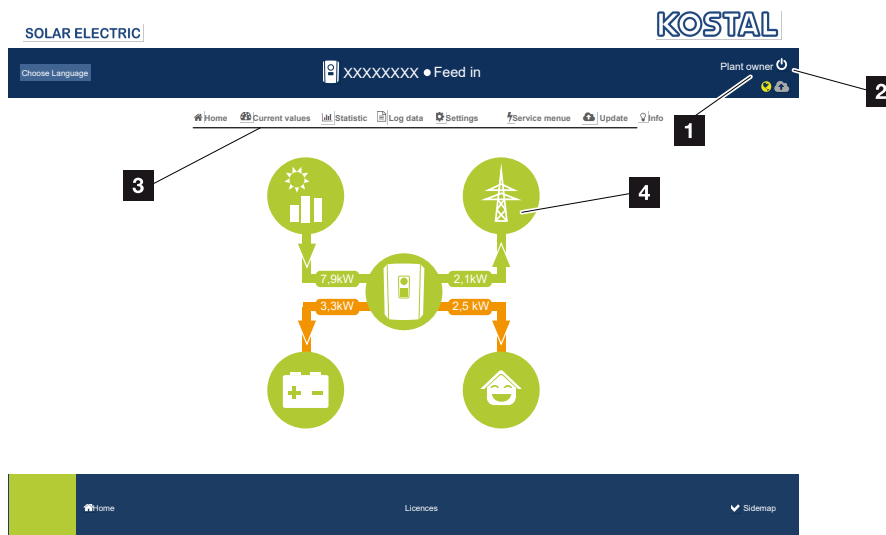 SOLAR ELECTRIC
KOSTAL
Choose Language
XXXXXXXX ● Feed in
Plant owner
2
Home Current values Statistic Log data Settings Service menue Update Info
1
3
4
7,9kW 2,1kW
3,3kW 2,5 kW
Home Licences Sidemap